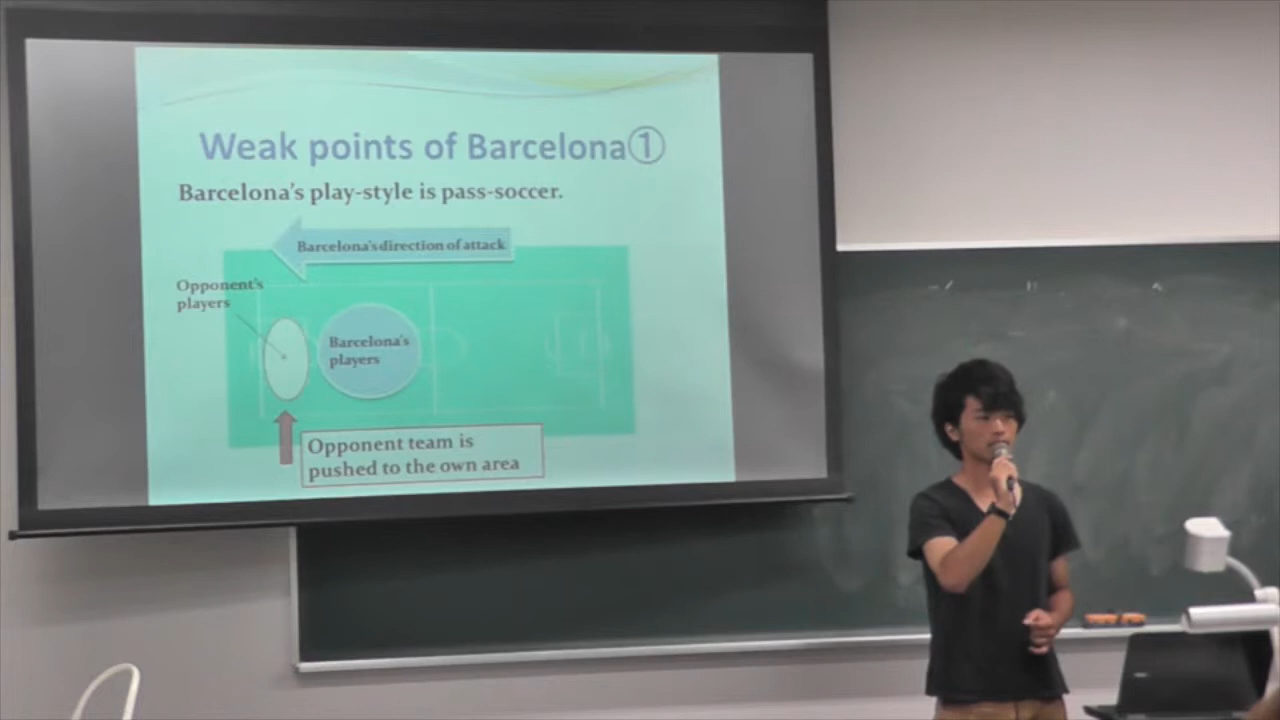 Weak points of Barcelona①
Barcelona's play-style is pass-soccer.
Barcelona's direction of attack
Opponent's
players
Barcelona's
players
Opponent team is
pushed to the own area